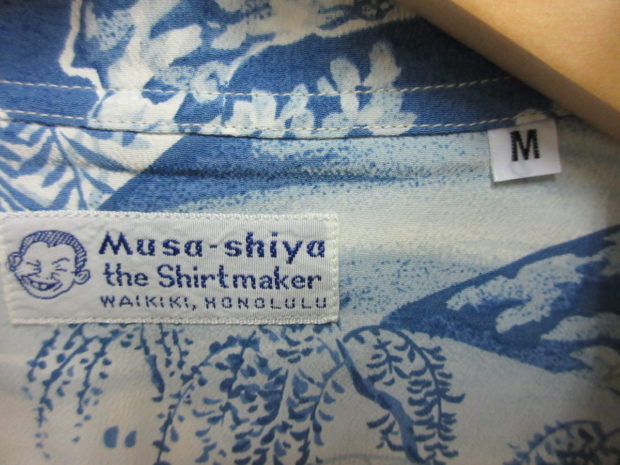 M
Musa-shiya
the Shirtmaker
WAIKIKI, HONOLULU